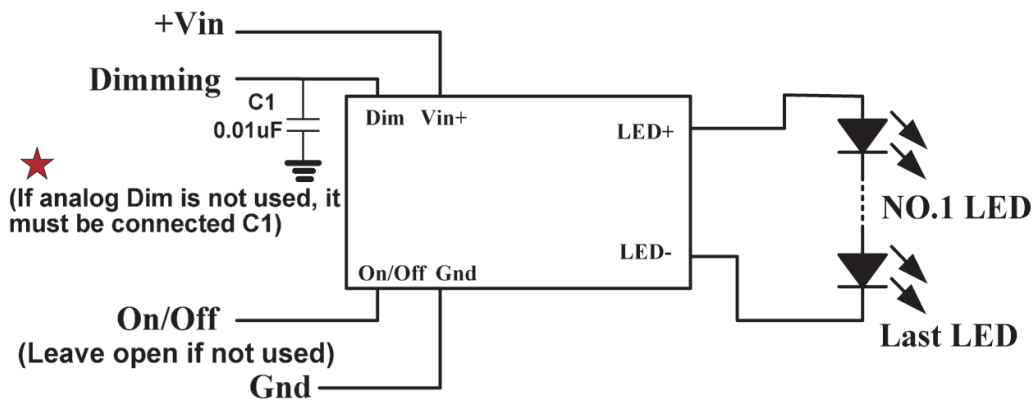 +Vin
Dimming
C1
0.01uF
(If analog Dim is not used, it
must be connected C1)
Dim Vin+
LED+
LED-
On/Off Gnd
NO.1 LED
Last LED
On/Off
(Leave open if not used)
Gnd